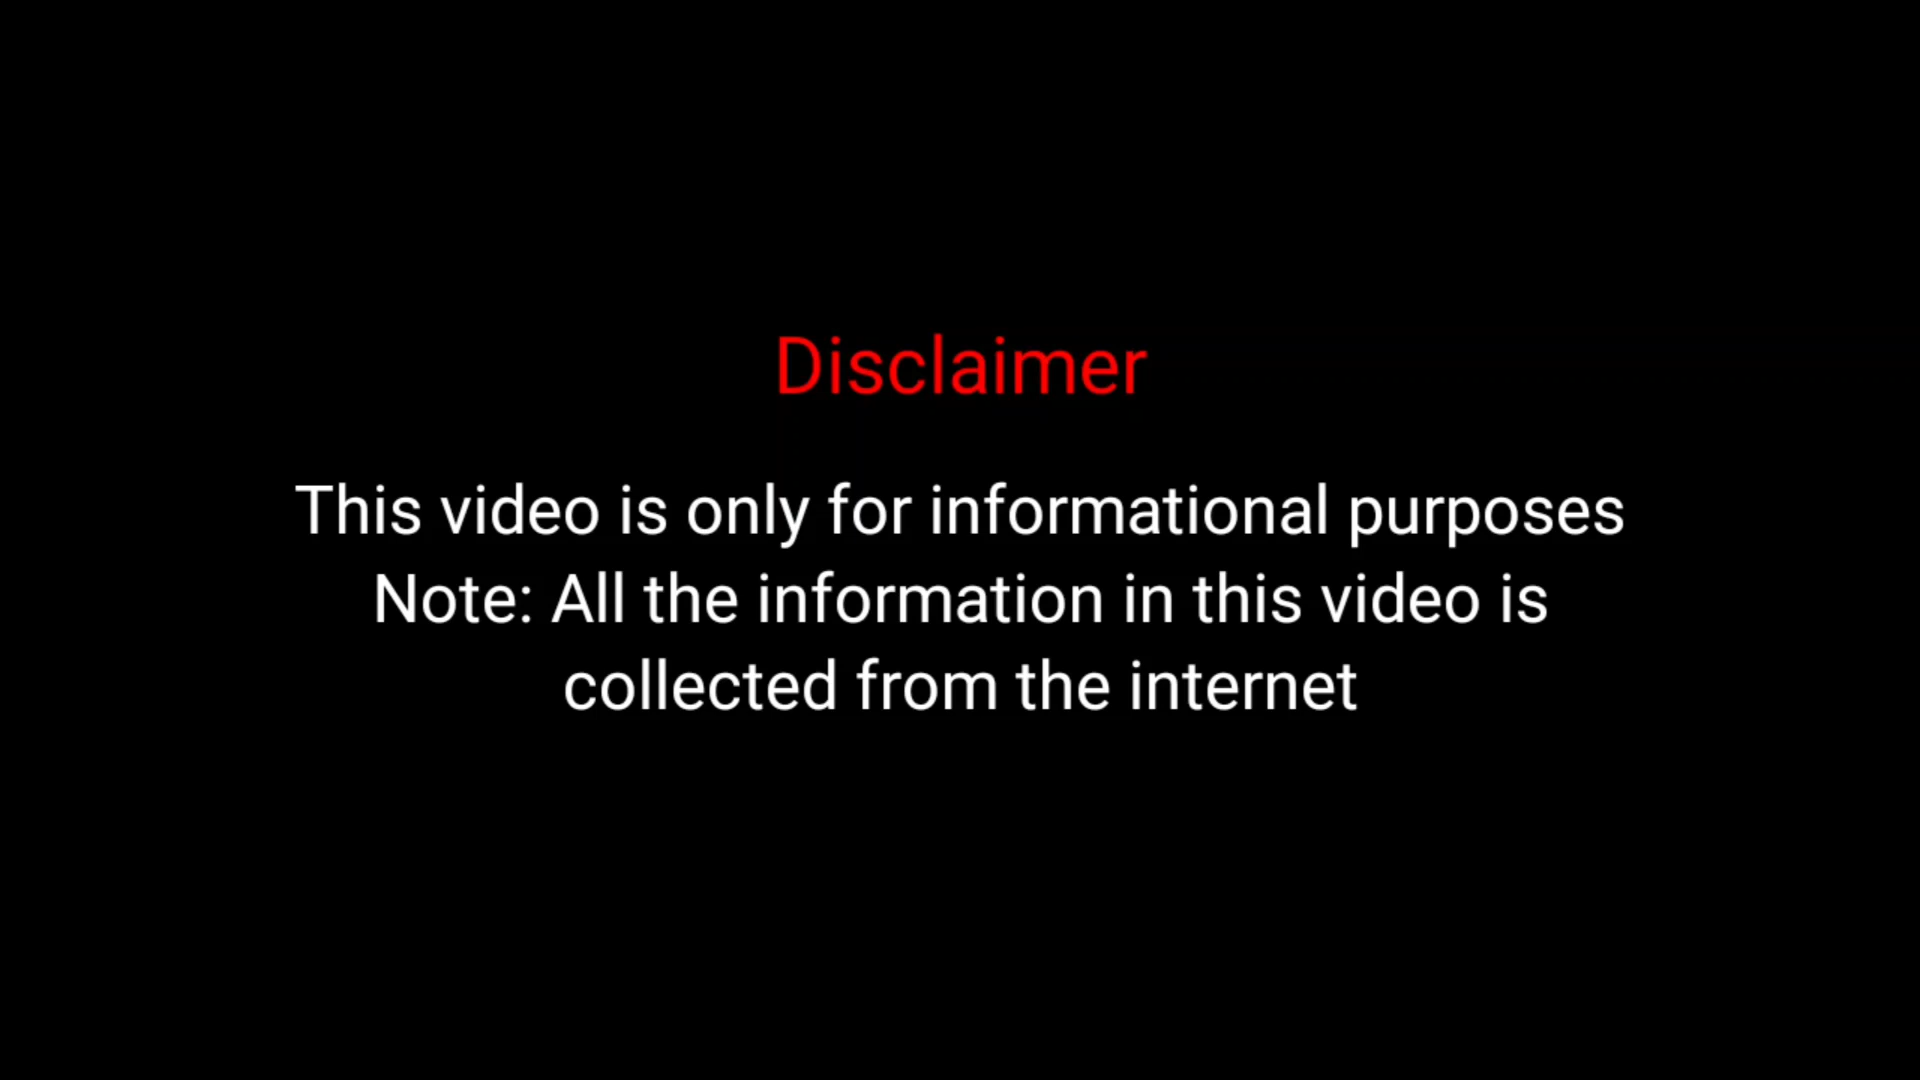 Disclaimer
This video is only for informational purposes
Note: All the information in this video is
collected from the internet